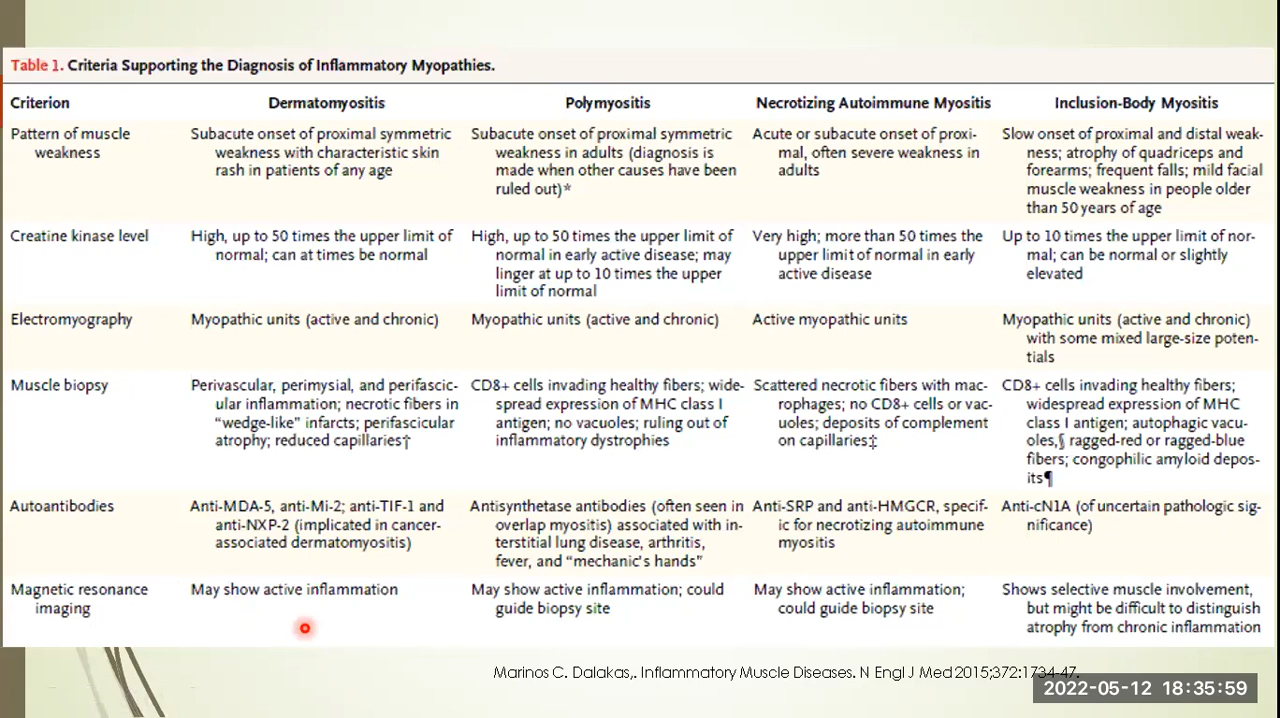 Table 1. Criteria Supporting the Diagnosis of Inflammatory Myopathies.
Criterion
Dermatomyositis
Polymyositis
Necrotizing Autoimmune Myositis
Inclusion-Body Myositis
Pattern of muscle
weakness
Subacute onset of proximal symmetric
weakness with characteristic skin
rash in patients of any age
Subacute onset of proximal symmetric
weakness in adults (diagnosis is
made when other causes have been
ruled out)*
Acute or subacute onset of proxi-
mal, often severe weakness in
adults
Slow onset of proximal and distal weak-
ness; atrophy of quadriceps and
forearms; frequent falls; mild facial
muscle weakness in people older
than 50 years of age
Creatine kinase level
High, up to 50 times the upper limit of
normal; can at times be normal
High, up to 50 times the upper limit of
normal in early active disease; may
linger at up to 10 times the upper
limit of normal
Very high; more than 50 times the
upper limit of normal in early
active disease
Up to 10 times the upper limit of nor-
mal; can be normal or slightly
elevated
Electromyography
Myopathic units (active and chronic)
Myopathic units (active and chronic)
Active myopathic units
Myopathic units (active and chronic)
with some mixed large-size poten-
tials
Muscle biopsy
Perivascular, perimysial, and perifascic-
ular inflammation; necrotic fibers in
“wedge-like” infarcts; perifascicular
atrophy; reduced capillaries†
CD8+ cells invading healthy fibers; wide-
spread expression of MHC class I
antigen; no vacuoles; ruling out of
inflammatory dystrophies
Scattered necrotic fibers with mac-
rophages; no CD8+ cells or vac-
uoles; deposits of complement
on capillaries‡
CD8+ cells invading healthy fibers;
widespread expression of MHC
class I antigen; autophagic vacu-
oles,§ ragged-red or ragged-blue
fibers; congophilic amyloid depos-
its¶
Autoantibodies
Anti-MDA-5, anti-Mi-2; anti-TIF-1 and
anti-NXP-2 (implicated in cancer-
associated dermatomyositis)
Antisynthetase antibodies (often seen in
overlap myositis) associated with in-
terstitial lung disease, arthritis,
fever, and “mechanic's hands”
Anti-SRP and anti-HMGCR, specif-
ic for necrotizing autoimmune
myositis
Anti-cN1A (of uncertain pathologic sig-
nificance)
Magnetic resonance
imaging
May show active inflammation
May show active inflammation; could
guide biopsy site
May show active inflammation;
could guide biopsy site
Shows selective muscle involvement,
but might be difficult to distinguish
atrophy from chronic inflammation
Marinos C. Dalakas,. Inflammatory Muscle Diseases. N Engl J Med 2015;372:1734-47.
2022-05-12 18:35:59